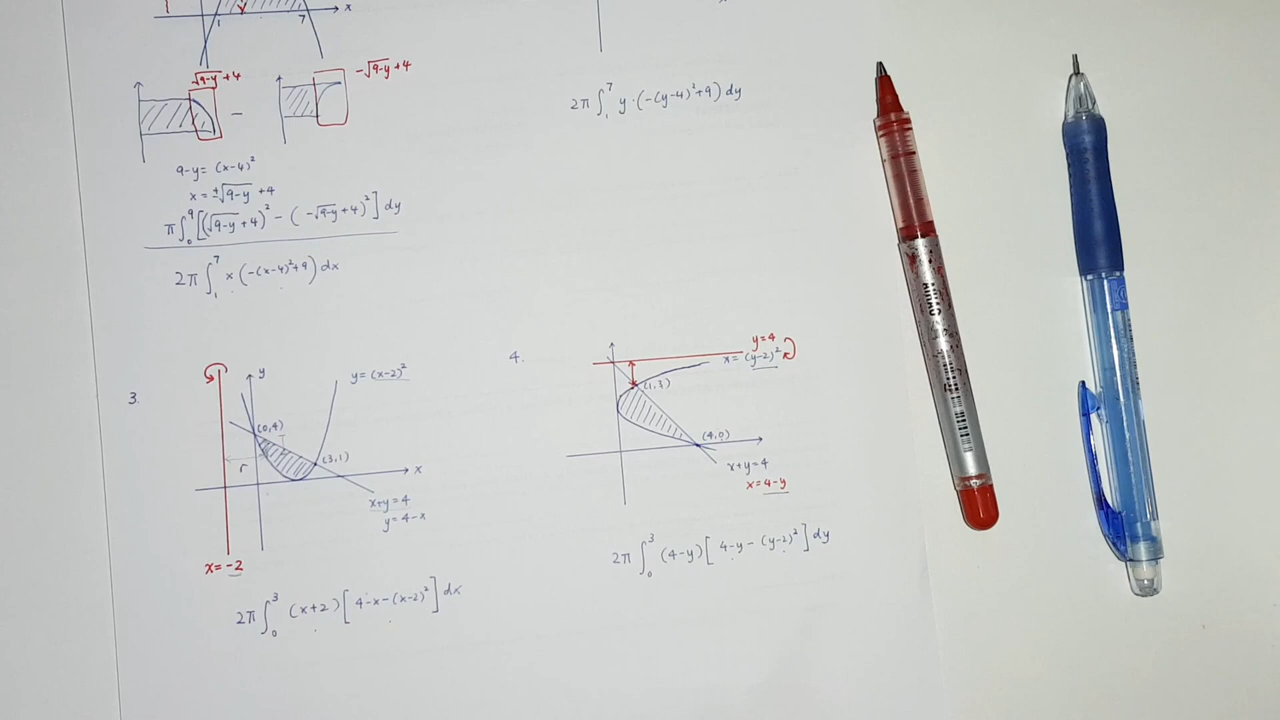 x
1
7
√(9-y) + 4
-√(9-y) + 4
−
9-y = (x-4)²
x = ±√(9-y) + 4
π∫₀⁹ [(√(9-y) + 4)² - (-√(9-y) + 4)²] dy
2π∫₁⁷ x (-(x-4)² + 9) dx
2π∫₁⁷ y·(-(y-4)² + 9) dy
3.
y
y = (x-2)²
(0,4)
(3,1)
r
x
x+y = 4
y = 4-x
x = -2
2π∫₀³ (x+2) [4-x-(x-2)²] dx
4.
y = 4
x = (y-2)²
(1,3)
(4,0)
x+y = 4
x = 4-y
2π∫₀³ (4-y) [4-y-(y-2)²] dy